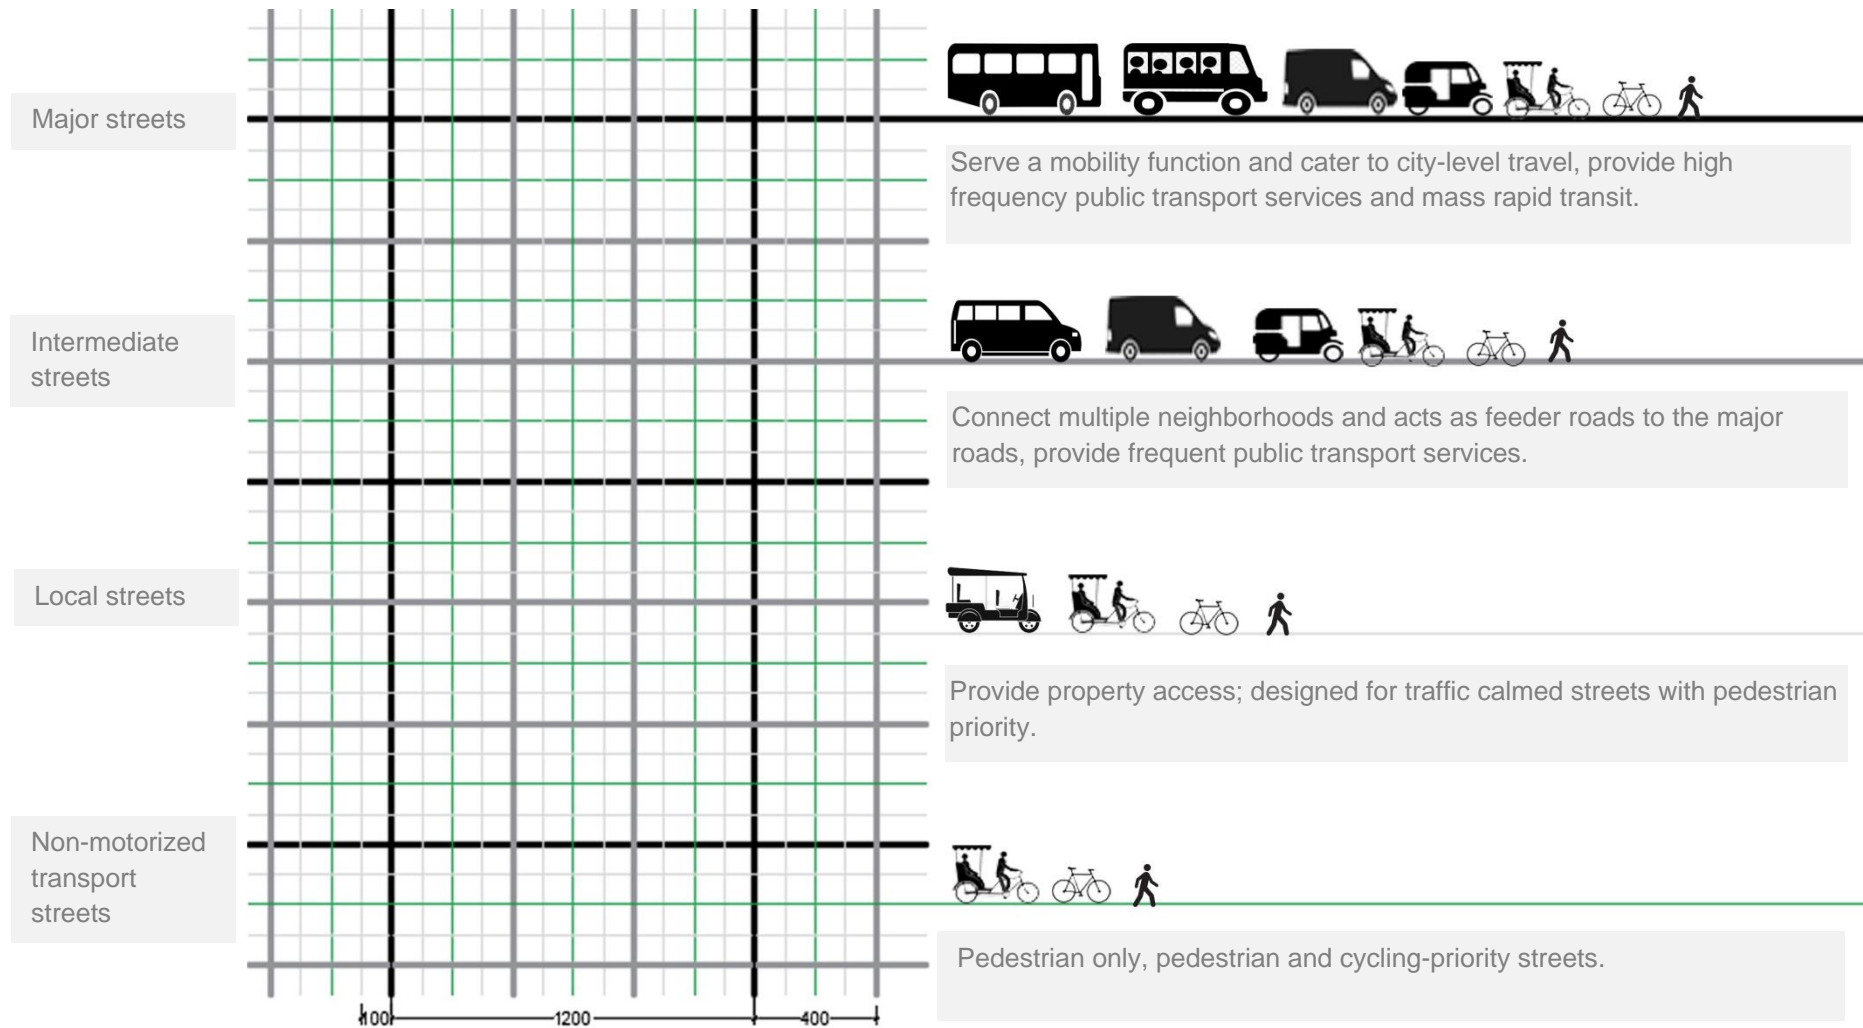 Major streets
Serve a mobility function and cater to city-level travel, provide high
frequency public transport services and mass rapid transit.
Intermediate
streets
Connect multiple neighborhoods and acts as feeder roads to the major
roads, provide frequent public transport services.
Local streets
Provide property access; designed for traffic calmed streets with pedestrian
priority.
Non-motorized
transport
streets
Pedestrian only, pedestrian and cycling-priority streets.
100 1200 400